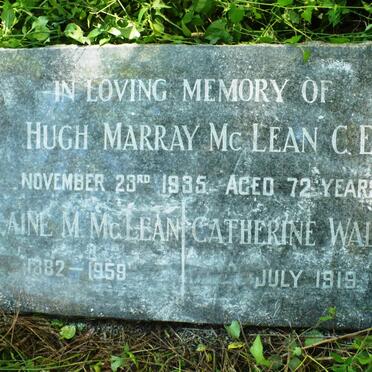 IN LOVING MEMORY OF
HUGH MARRAY McLEAN C. E
NOVEMBER 23RD 1935. AGED 72 YEARS
AINE M. McLEAN CATHERINE WAL
1882 – 1959 JULY 1919